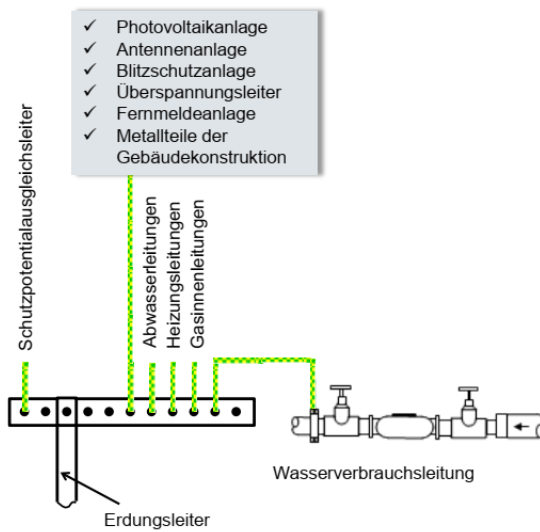 ✓ Photovoltaikanlage
✓ Antennenanlage
✓ Blitzschutzanlage
✓ Überspannungsleiter
✓ Fernmeldeanlage
✓ Metallteile der
Gebäudekonstruktion
Schutzpotentialausgleichsleiter
Abwasserleitungen
Heizungsleitungen
Gasinnenleitungen
Wasserverbrauchsleitung
Erdungsleiter